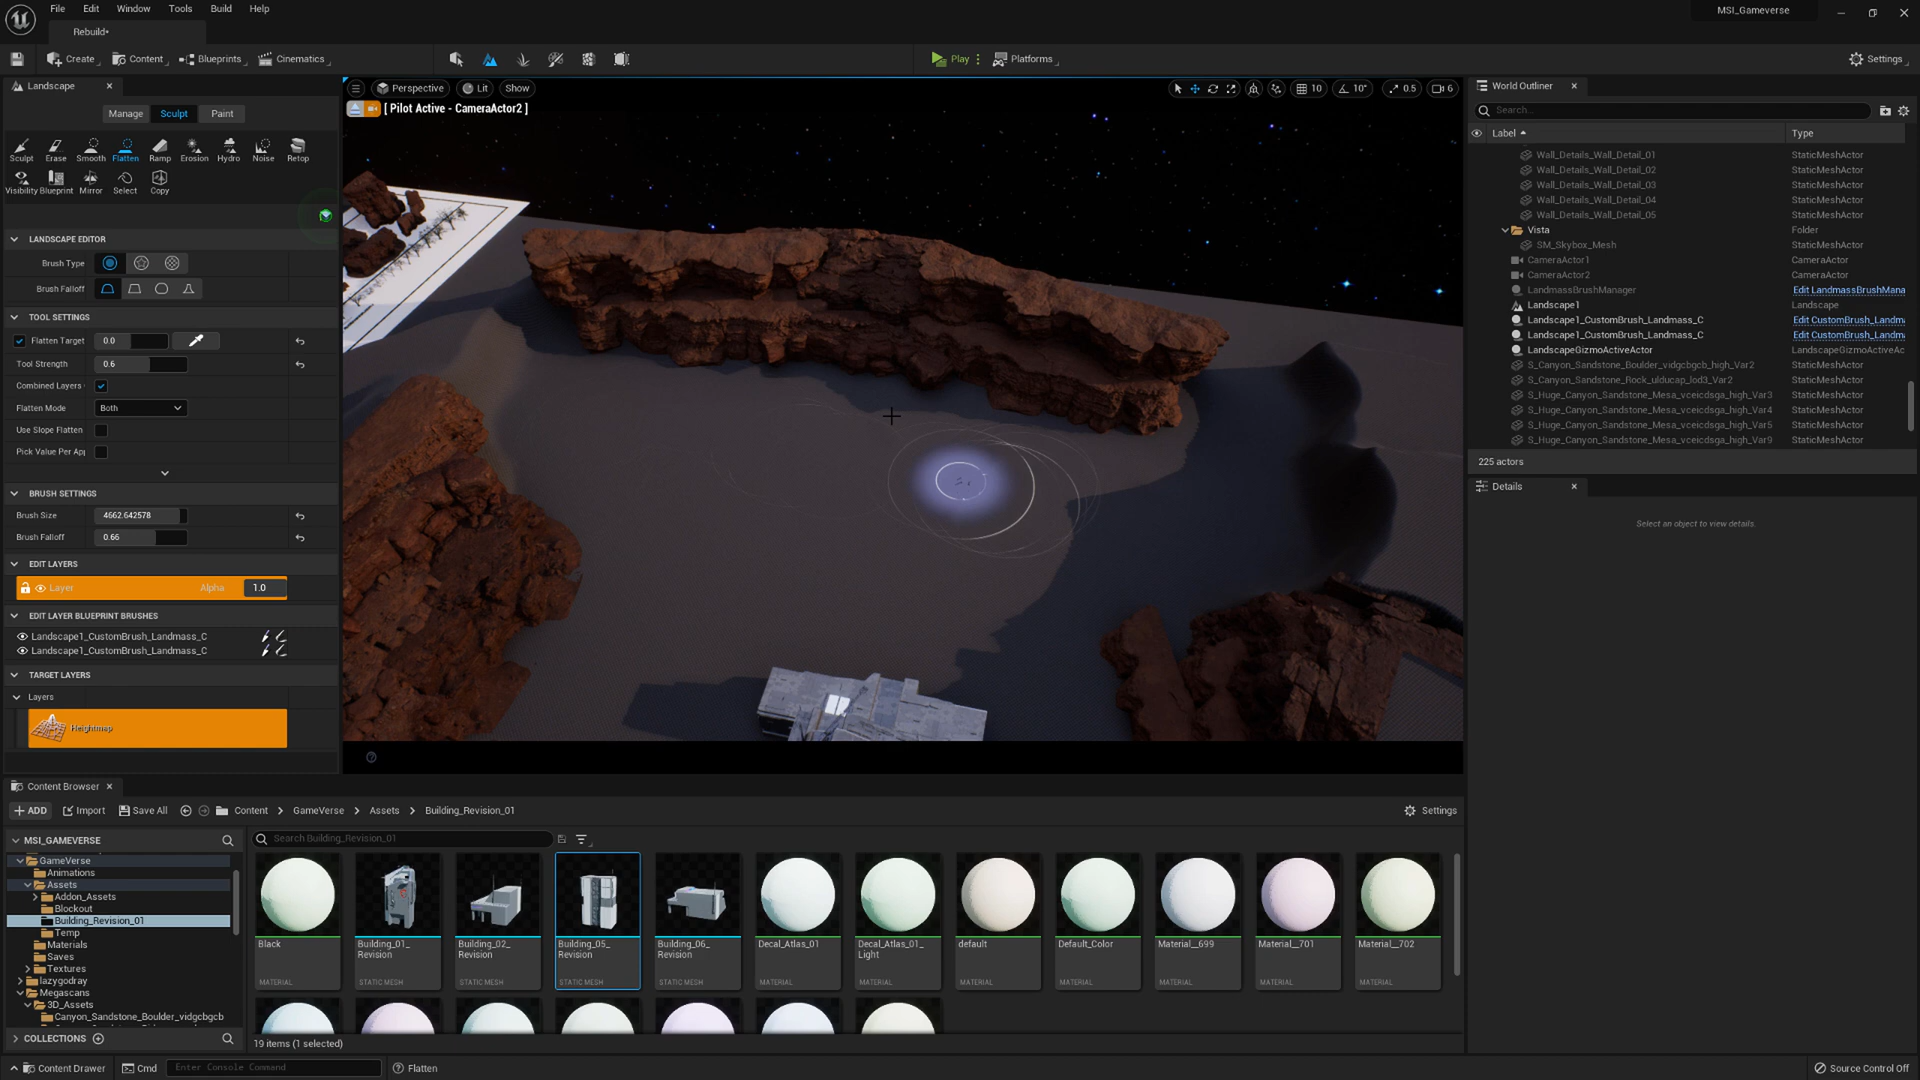 File Edit Window Tools Build Help
MSI_Gameverse
Rebuild•
Create Content Blueprints Cinematics
Play Platforms
Settings
Landscape
Manage Sculpt Paint
Sculpt Erase Smooth Flatten Ramp Erosion Hydro Noise Retop
Visibility Blueprint Mirror Select Copy
LANDSCAPE EDITOR
Brush Type
Brush Falloff
TOOL SETTINGS
Flatten Target 0.0
Tool Strength 0.6
Combined Layers
Flatten Mode Both
Use Slope Flatten
Pick Value Per Ap
BRUSH SETTINGS
Brush Size 4662.642578
Brush Falloff 0.66
EDIT LAYERS
Layer Alpha 1.0
EDIT LAYER BLUEPRINT BRUSHES
Landscape1_CustomBrush_Landmass_C
Landscape1_CustomBrush_Landmass_C
TARGET LAYERS
Layers
Heightmap
Perspective Lit Show
10 10° 0.5 6
[ Pilot Active - CameraActor2 ]
World Outliner
Search...
Label Type
Wall_Details_Wall_Detail_01 StaticMeshActor
Wall_Details_Wall_Detail_02 StaticMeshActor
Wall_Details_Wall_Detail_03 StaticMeshActor
Wall_Details_Wall_Detail_04 StaticMeshActor
Wall_Details_Wall_Detail_05 StaticMeshActor
Vista Folder
SM_Skybox_Mesh StaticMeshActor
CameraActor1 CameraActor
CameraActor2 CameraActor
LandmassBrushManager Edit LandmassBrushMana
Landscape1 Landscape
Landscape1_CustomBrush_Landmass_C Edit CustomBrush_Landm
Landscape1_CustomBrush_Landmass_C Edit CustomBrush_Landm
LandscapeGizmoActiveActor LandscapeGizmoActiveAc
S_Canyon_Sandstone_Boulder_vidgcbgcb_high_Var2 StaticMeshActor
S_Canyon_Sandstone_Rock_ulducap_lod3_Var2 StaticMeshActor
S_Huge_Canyon_Sandstone_Mesa_vceicdsga_high_Var3 StaticMeshActor
S_Huge_Canyon_Sandstone_Mesa_vceicdsga_high_Var4 StaticMeshActor
S_Huge_Canyon_Sandstone_Mesa_vceicdsga_high_Var5 StaticMeshActor
S_Huge_Canyon_Sandstone_Mesa_vceicdsga_high_Var9 StaticMeshActor
225 actors
Details
Select an object to view details.
Content Browser
ADD Import Save All Content > GameVerse > Assets > Building_Revision_01
Settings
MSI_GAMEVERSE
GameVerse
Animations
Assets
Addon_Assets
Blockout
Building_Revision_01
Temp
Materials
Saves
Textures
lazygodray
Megascans
3D_Assets
Canyon_Sandstone_Boulder_vidgcbgcb
COLLECTIONS
Search Building_Revision_01
Black
MATERIAL
Building_01_
Revision
STATIC MESH
Building_02_
Revision
STATIC MESH
Building_05_
Revision
STATIC MESH
Building_06_
Revision
STATIC MESH
Decal_Atlas_01
MATERIAL
Decal_Atlas_01_
Light
MATERIAL
default
MATERIAL
Default_Color
MATERIAL
Material__699
MATERIAL
Material__701
MATERIAL
Material__702
MATERIAL
19 items (1 selected)
Content Drawer Cmd Enter Console Command Flatten
Source Control Off